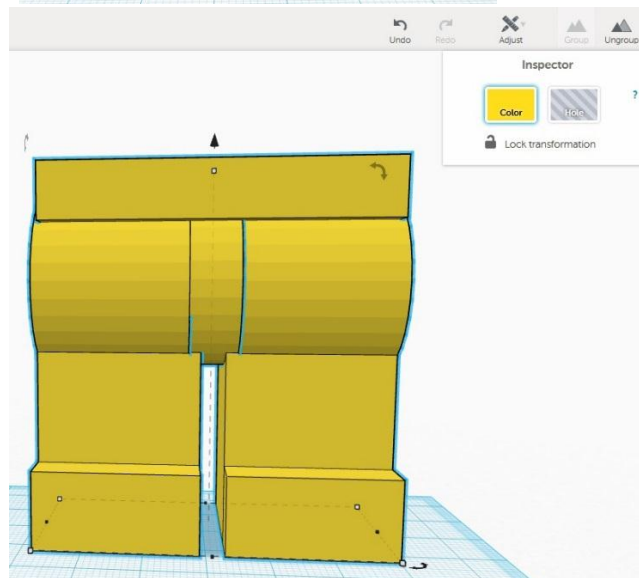 Undo Redo Adjust Group Ungroup
Inspector
Color Hole ?
Lock transformation